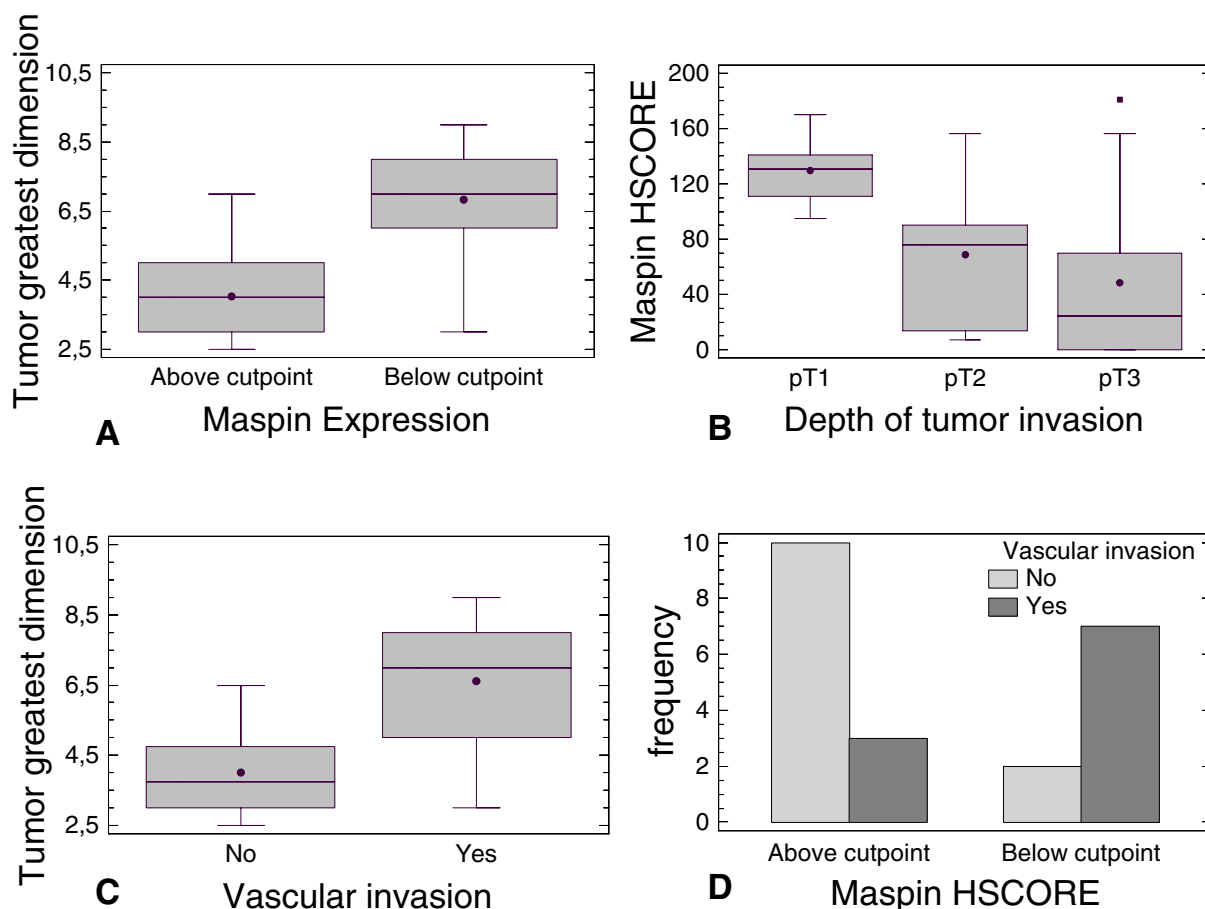 Tumor greatest dimension
10,5
8,5
6,5
4,5
2,5
Above cutpoint Below cutpoint
A Maspin Expression
Maspin HSCORE
200
160
120
80
40
0
pT1 pT2 pT3
B Depth of tumor invasion
Tumor greatest dimension
10,5
8,5
6,5
4,5
2,5
No Yes
C Vascular invasion
frequency
10
8
6
4
2
0
Vascular invasion
No
Yes
Above cutpoint Below cutpoint
D Maspin HSCORE